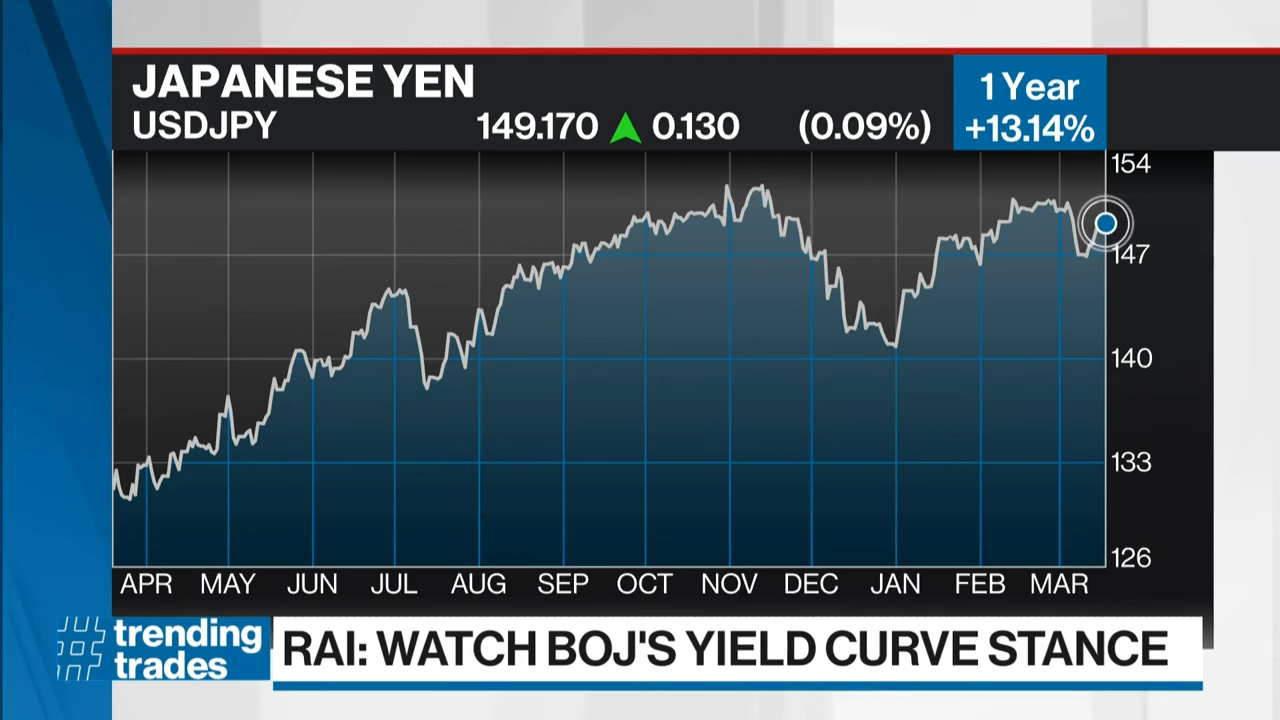 JAPANESE YEN
USDJPY 149.170 ▲ 0.130 (0.09%)
1 Year
+13.14%
154
147
140
133
126
APR MAY JUN JUL AUG SEP OCT NOV DEC JAN FEB MAR
trending
trades
RAI: WATCH BOJ'S YIELD CURVE STANCE